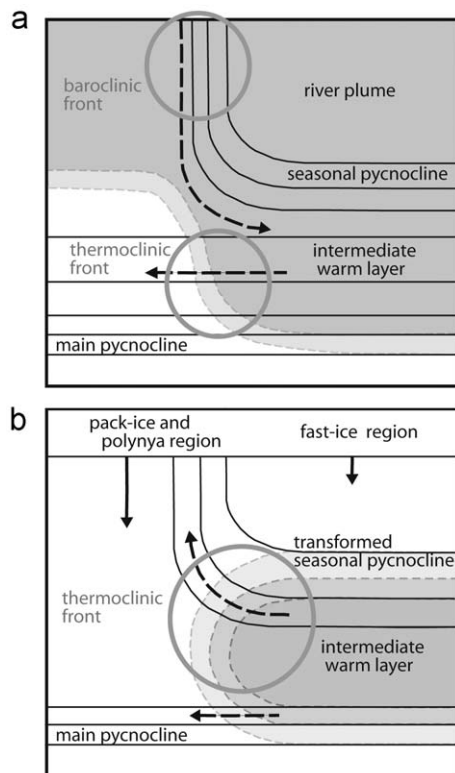 a
baroclinic
front
river plume
seasonal pycnocline
thermoclinic
front
intermediate
warm layer
main pycnocline
b
pack-ice and
polynya region
fast-ice region
transformed
seasonal pycnocline
thermoclinic
front
intermediate
warm layer
main pycnocline